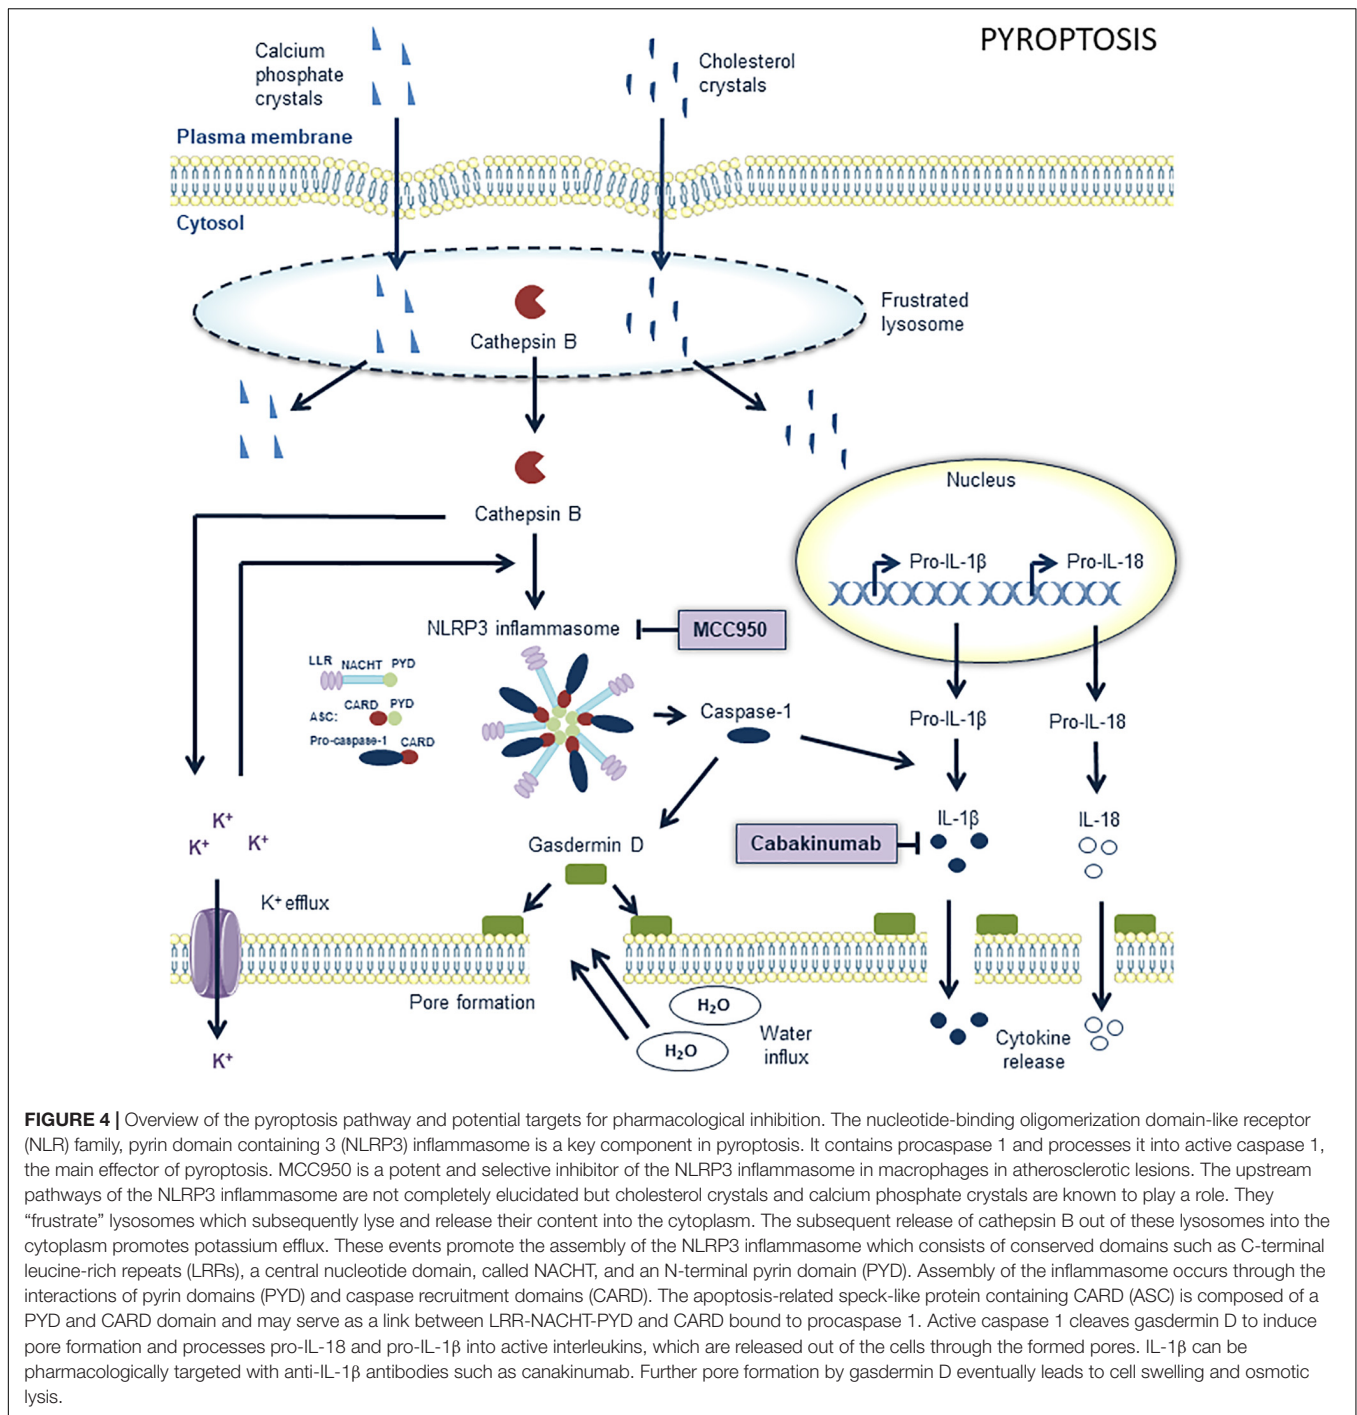 PYROPTOSIS
Calcium
phosphate
crystals
Cholesterol
crystals
Plasma membrane
Cytosol
Frustrated
lysosome
Cathepsin B
Cathepsin B
Nucleus
Pro-IL-1β
Pro-IL-18
NLRP3 inflammasome
MCC950
LLR NACHT PYD
CARD PYD
ASC:
Pro-caspase-1 CARD
Caspase-1
Pro-IL-1β
Pro-IL-18
K⁺
K⁺
K⁺
Gasdermin D
Cabakinumab
IL-1β
IL-18
K⁺ efflux
Pore formation
H₂O
H₂O
Water
influx
Cytokine
release
K⁺
FIGURE 4 | Overview of the pyroptosis pathway and potential targets for pharmacological inhibition. The nucleotide-binding oligomerization domain-like receptor
(NLR) family, pyrin domain containing 3 (NLRP3) inflammasome is a key component in pyroptosis. It contains procaspase 1 and processes it into active caspase 1,
the main effector of pyroptosis. MCC950 is a potent and selective inhibitor of the NLRP3 inflammasome in macrophages in atherosclerotic lesions. The upstream
pathways of the NLRP3 inflammasome are not completely elucidated but cholesterol crystals and calcium phosphate crystals are known to play a role. They
“frustrate” lysosomes which subsequently lyse and release their content into the cytoplasm. The subsequent release of cathepsin B out of these lysosomes into the
cytoplasm promotes potassium efflux. These events promote the assembly of the NLRP3 inflammasome which consists of conserved domains such as C-terminal
leucine-rich repeats (LRRs), a central nucleotide domain, called NACHT, and an N-terminal pyrin domain (PYD). Assembly of the inflammasome occurs through the
interactions of pyrin domains (PYD) and caspase recruitment domains (CARD). The apoptosis-related speck-like protein containing CARD (ASC) is composed of a
PYD and CARD domain and may serve as a link between LRR-NACHT-PYD and CARD bound to procaspase 1. Active caspase 1 cleaves gasdermin D to induce
pore formation and processes pro-IL-18 and pro-IL-1β into active interleukins, which are released out of the cells through the formed pores. IL-1β can be
pharmacologically targeted with anti-IL-1β antibodies such as canakinumab. Further pore formation by gasdermin D eventually leads to cell swelling and osmotic
lysis.